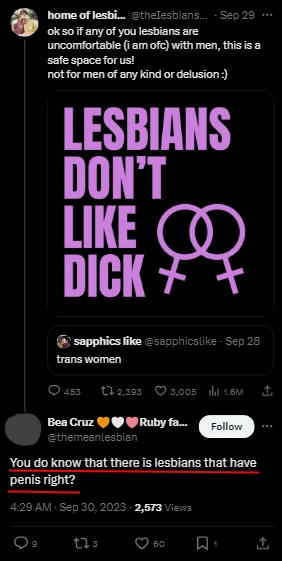 home of lesbi... @thelesbians... · Sep 29
ok so if any of you lesbians are
uncomfortable (i am ofc) with men, this is a
safe space for us!
not for men of any kind or delusion :)
LESBIANS
DON'T
LIKE
DICK
sapphics like @sapphicslike · Sep 28
trans women
453 2,393 3,005 1.6M
Bea Cruz 🧡🤍🩷Ruby fa...
Follow
@themeanlesbian
You do know that there is lesbians that have
penis right?
4:29 AM · Sep 30, 2023 · 2,573 Views
9 3 60 1